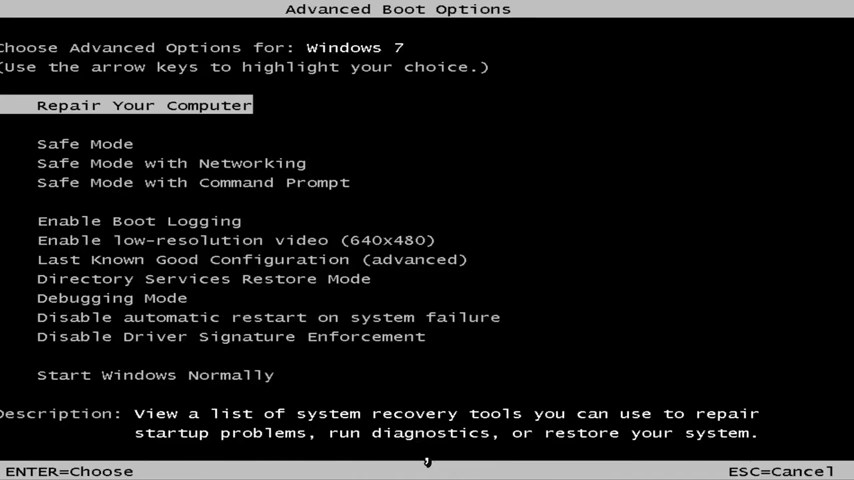 Advanced Boot Options
Choose Advanced Options for: Windows 7
(Use the arrow keys to highlight your choice.)
Repair Your Computer
Safe Mode
Safe Mode with Networking
Safe Mode with Command Prompt
Enable Boot Logging
Enable low-resolution video (640x480)
Last Known Good Configuration (advanced)
Directory Services Restore Mode
Debugging Mode
Disable automatic restart on system failure
Disable Driver Signature Enforcement
Start Windows Normally
Description: View a list of system recovery tools you can use to repair
startup problems, run diagnostics, or restore your system.
,
ENTER=Choose ESC=Cancel